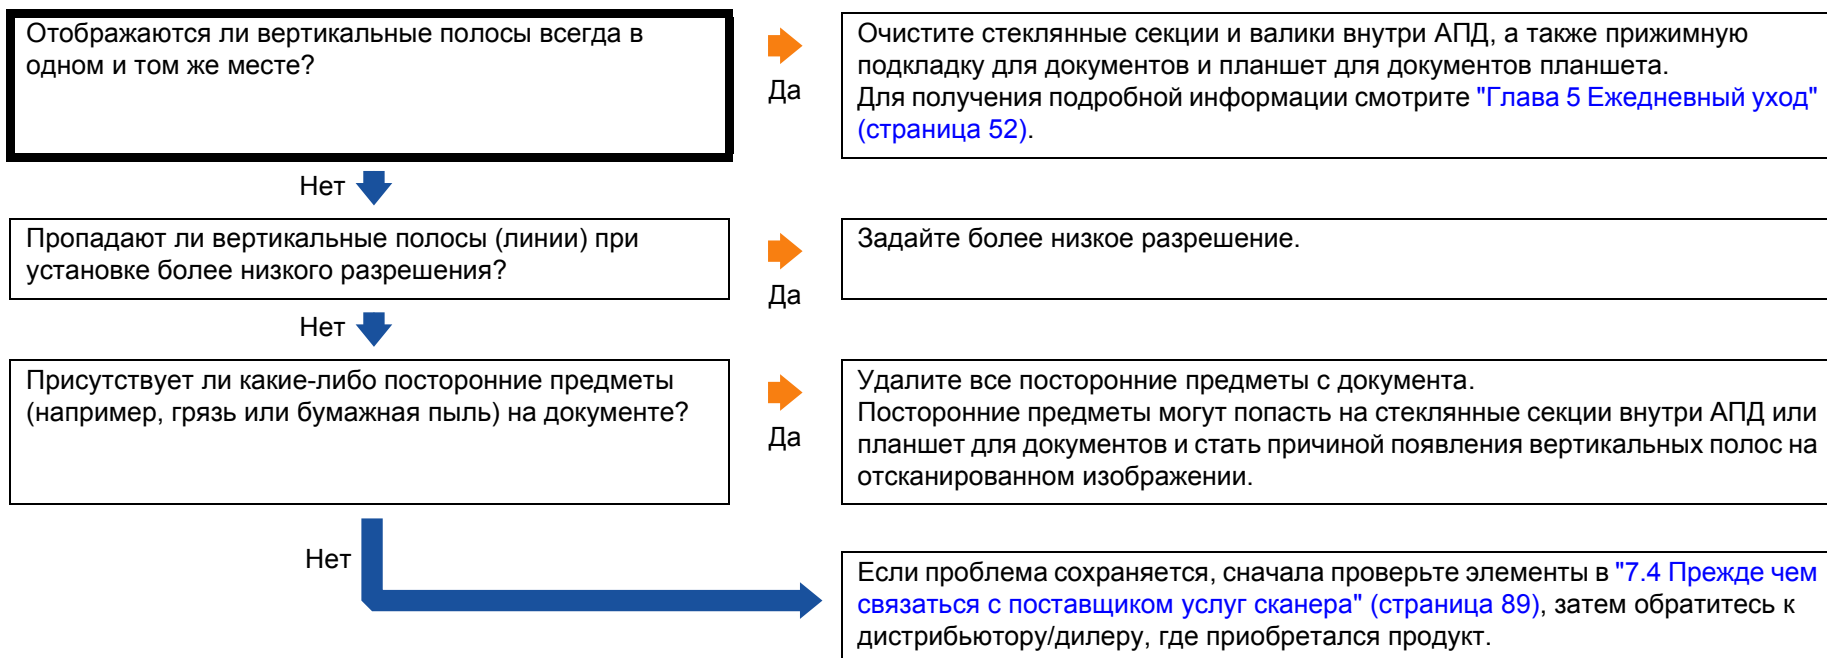 Отображаются ли вертикальные полосы всегда в
одном и том же месте?
Да
Очистите стеклянные секции и валики внутри АПД, а также прижимную
подкладку для документов и планшет для документов планшета.
Для получения подробной информации смотрите "Глава 5 Ежедневный уход"
(страница 52).
Нет
Пропадают ли вертикальные полосы (линии) при
установке более низкого разрешения?
Да
Задайте более низкое разрешение.
Нет
Присутствует ли какие-либо посторонние предметы
(например, грязь или бумажная пыль) на документе?
Да
Удалите все посторонние предметы с документа.
Посторонние предметы могут попасть на стеклянные секции внутри АПД или
планшет для документов и стать причиной появления вертикальных полос на
отсканированном изображении.
Нет
Если проблема сохраняется, сначала проверьте элементы в "7.4 Прежде чем
связаться с поставщиком услуг сканера" (страница 89), затем обратитесь к
дистрибьютору/дилеру, где приобретался продукт.